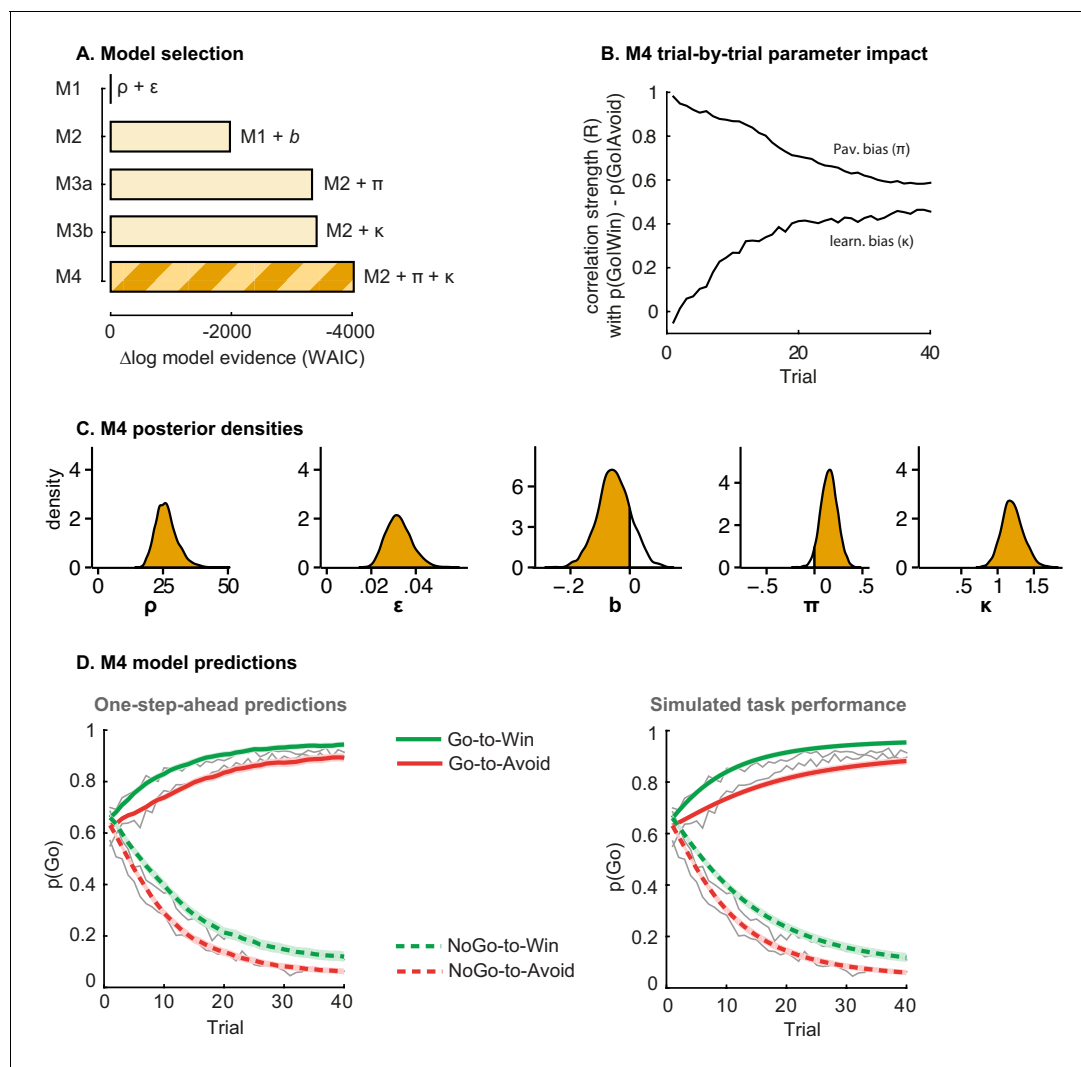 A. Model selection
M1
ρ + ε
M2
M1 + b
M3a
M2 + π
M3b
M2 + κ
M4
M2 + π + κ
0
-2000
-4000
Δlog model evidence (WAIC)
B. M4 trial-by-trial parameter impact
correlation strength (R)
with p(Go|Win) - p(Go|Avoid)
1
0.8
0.6
0.4
0.2
0
Pav. bias (π)
learn. bias (κ)
0
20
40
Trial
C. M4 posterior densities
density
4
2
0
0
25
50
ρ
4
2
0
0
.02
.04
ε
6
3
0
-.2
0
b
4
2
0
-.5
0
.5
π
4
2
0
.5
1
1.5
κ
D. M4 model predictions
One-step-ahead predictions
p(Go)
1
0.8
0.6
0.4
0.2
0
0
10
20
30
40
Trial
Go-to-Win
Go-to-Avoid
NoGo-to-Win
NoGo-to-Avoid
Simulated task performance
p(Go)
1
0.8
0.6
0.4
0.2
0
0
10
20
30
40
Trial